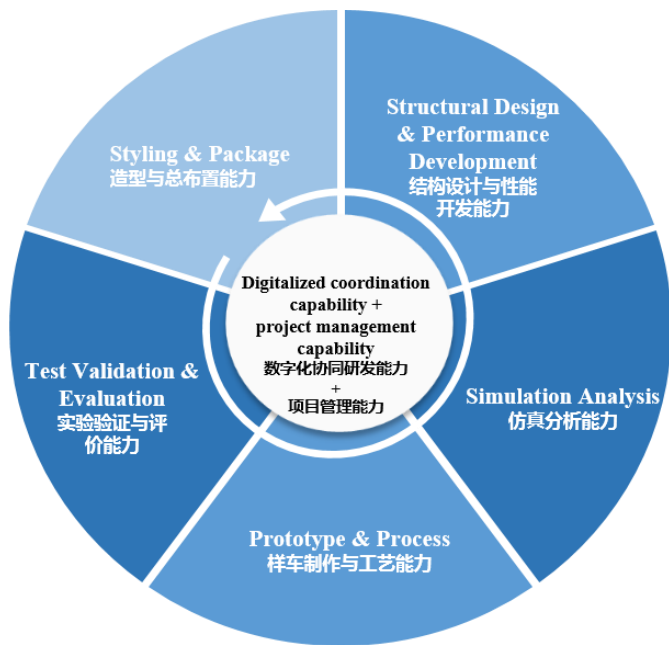 Styling & Package
造型与总布置能力
Structural Design
& Performance
Development
结构设计与性能
开发能力
Digitalized coordination
capability +
project management
capability
数字化协同研发能力
+
项目管理能力
Test Validation &
Evaluation
实验验证与评
价能力
Simulation Analysis
仿真分析能力
Prototype & Process
样车制作与工艺能力